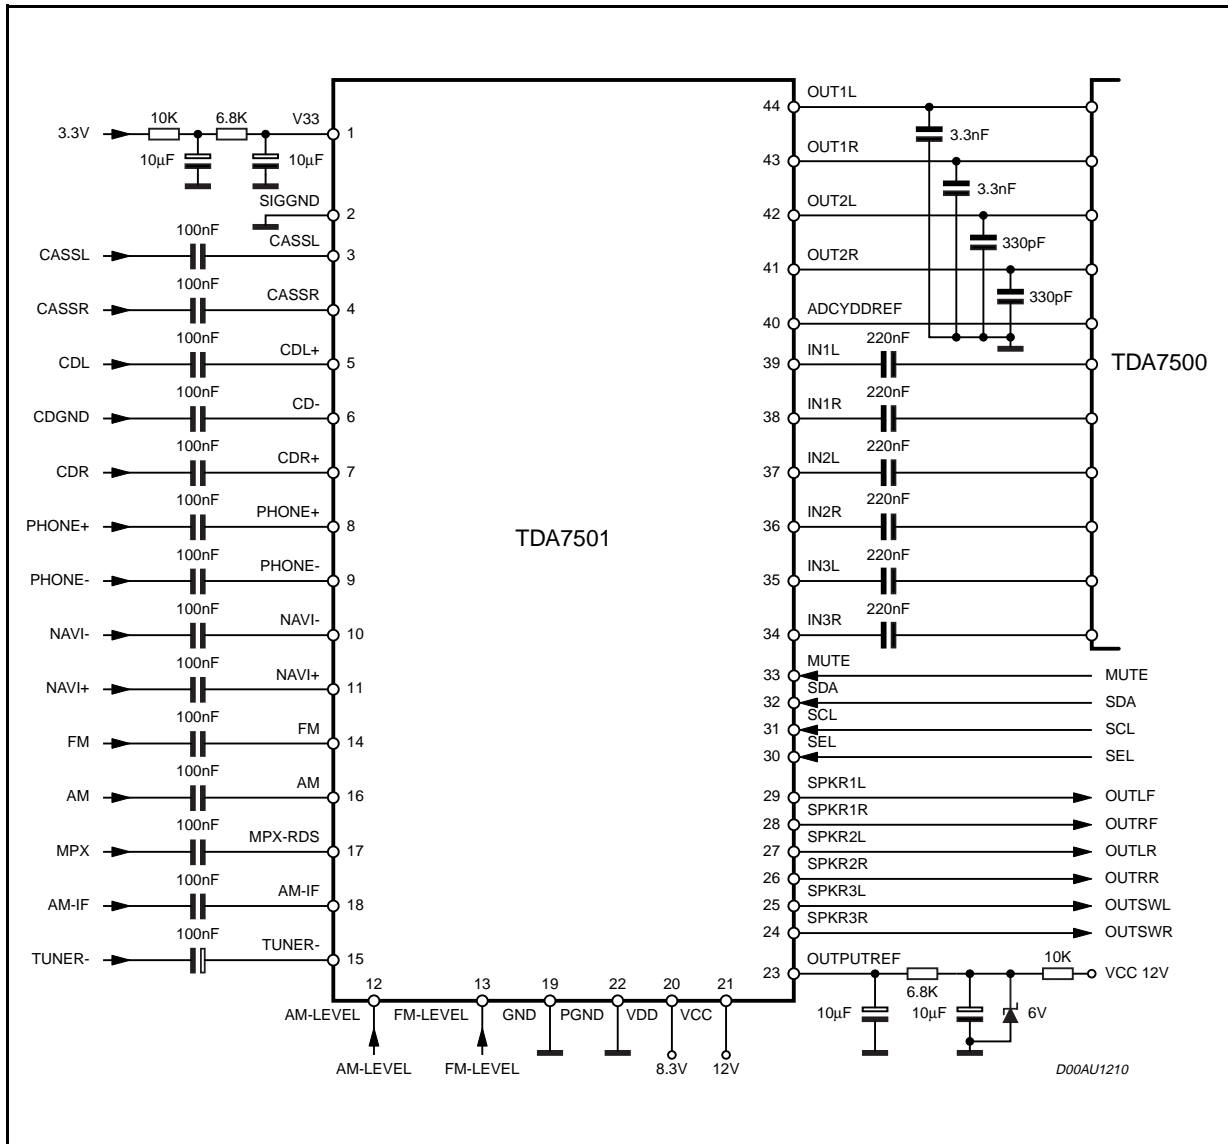 10K 6.8K V33
3.3V 1
10µF 10µF
SIGGND
2
100nF CASSL
CASSL 3
100nF CASSR
CASSR 4
100nF CDL+
CDL 5
100nF CD-
CDGND 6
100nF CDR+
CDR 7
100nF PHONE+
PHONE+ 8
100nF PHONE-
PHONE- 9
100nF NAVI-
NAVI- 10
100nF NAVI+
NAVI+ 11
100nF FM
FM 14
100nF AM
AM 16
100nF MPX-RDS
MPX 17
100nF AM-IF
AM-IF 18
100nF TUNER-
TUNER- 15
TDA7501
44 OUT1L
3.3nF
43 OUT1R
3.3nF
42 OUT2L
330pF
41 OUT2R
330pF
40 ADCYDDREF
39 IN1L 220nF
TDA7500
38 IN1R 220nF
37 IN2L 220nF
36 IN2R 220nF
35 IN3L 220nF
34 IN3R 220nF
33 MUTE MUTE
32 SDA SDA
31 SCL SCL
30 SEL SEL
29 SPKR1L OUTLF
28 SPKR1R OUTRF
27 SPKR2L OUTLR
26 SPKR2R OUTRR
25 SPKR3L OUTSWL
24 SPKR3R OUTSWR
23 OUTPUTREF 10K VCC 12V
6.8K
10µF 10µF 6V
12 13 19 22 20 21
AM-LEVEL FM-LEVEL GND PGND VDD VCC
AM-LEVEL FM-LEVEL 8.3V 12V
D00AU1210